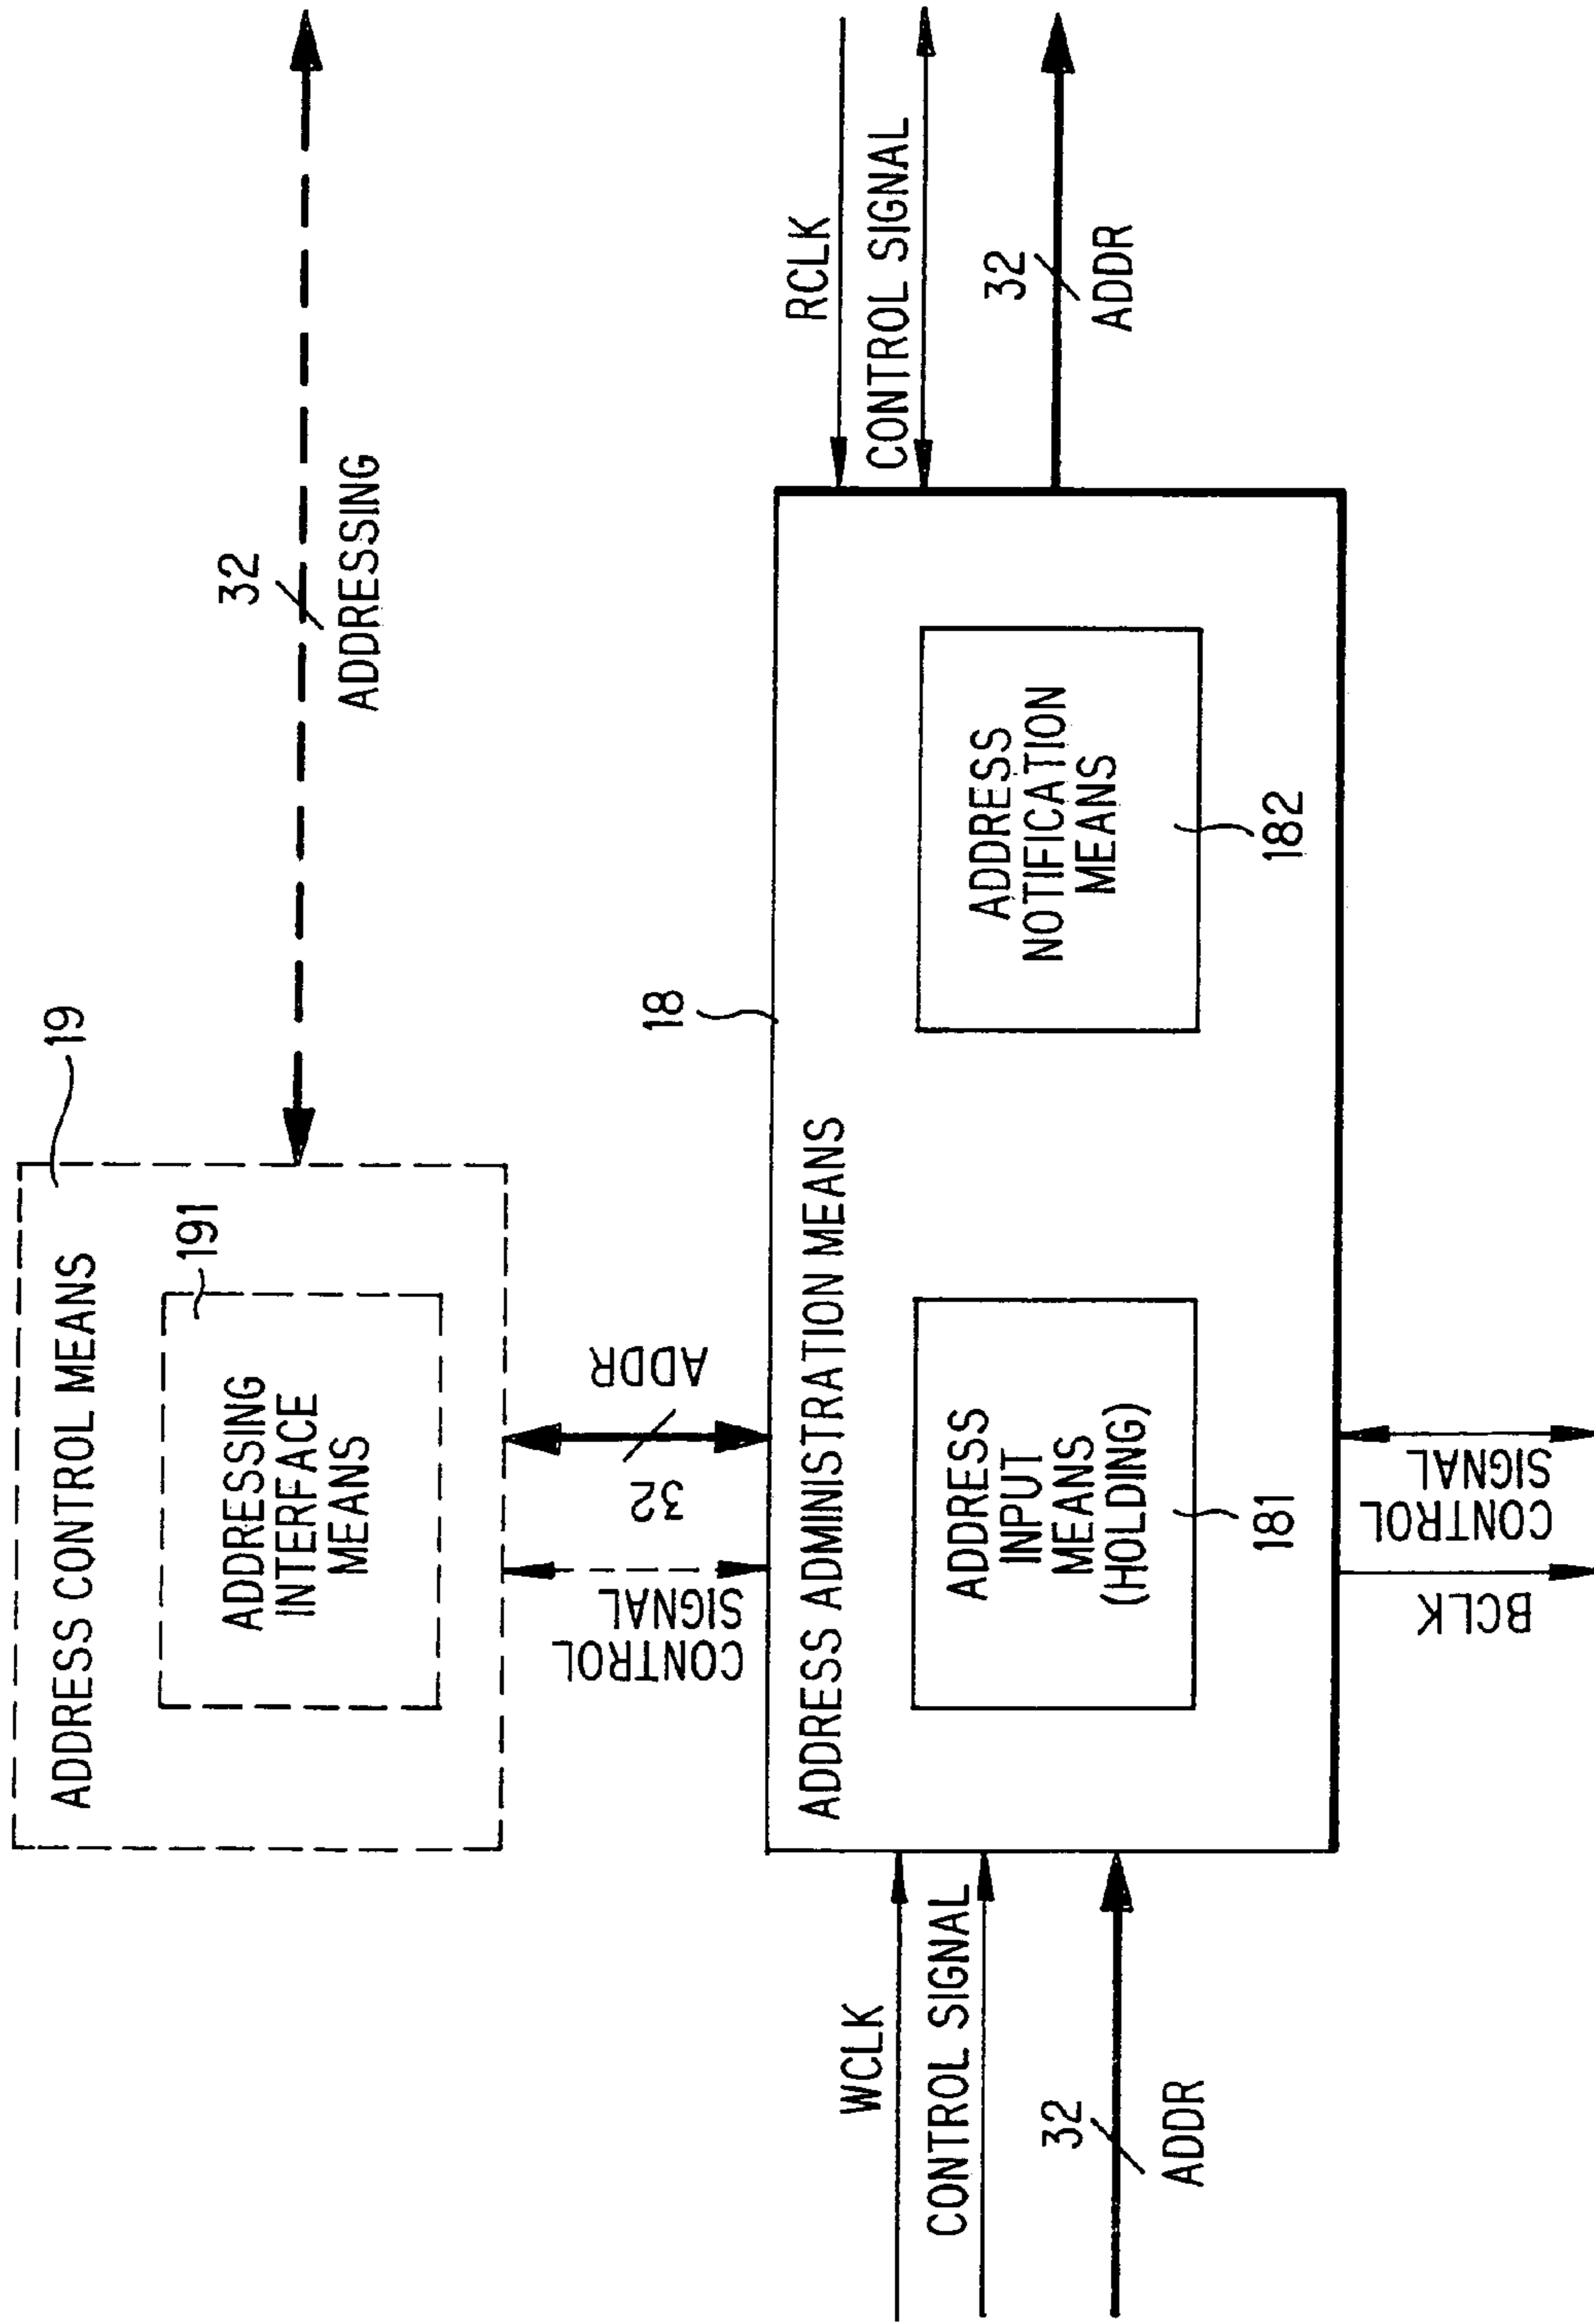 19
ADDRESS CONTROL MEANS
191
ADDRESSING
INTERFACE
MEANS
32
ADDRESSING
CONTROL
SIGNAL
32
ADDR
18
ADDRESS ADMINISTRATION MEANS
WCLK
CONTROL SIGNAL
32
ADDR
ADDRESS
INPUT
MEANS
(HOLDING)
181
ADDRESS
NOTIFICATION
MEANS
182
RCLK
CONTROL SIGNAL
32
ADDR
BCLK
CONTROL
SIGNAL